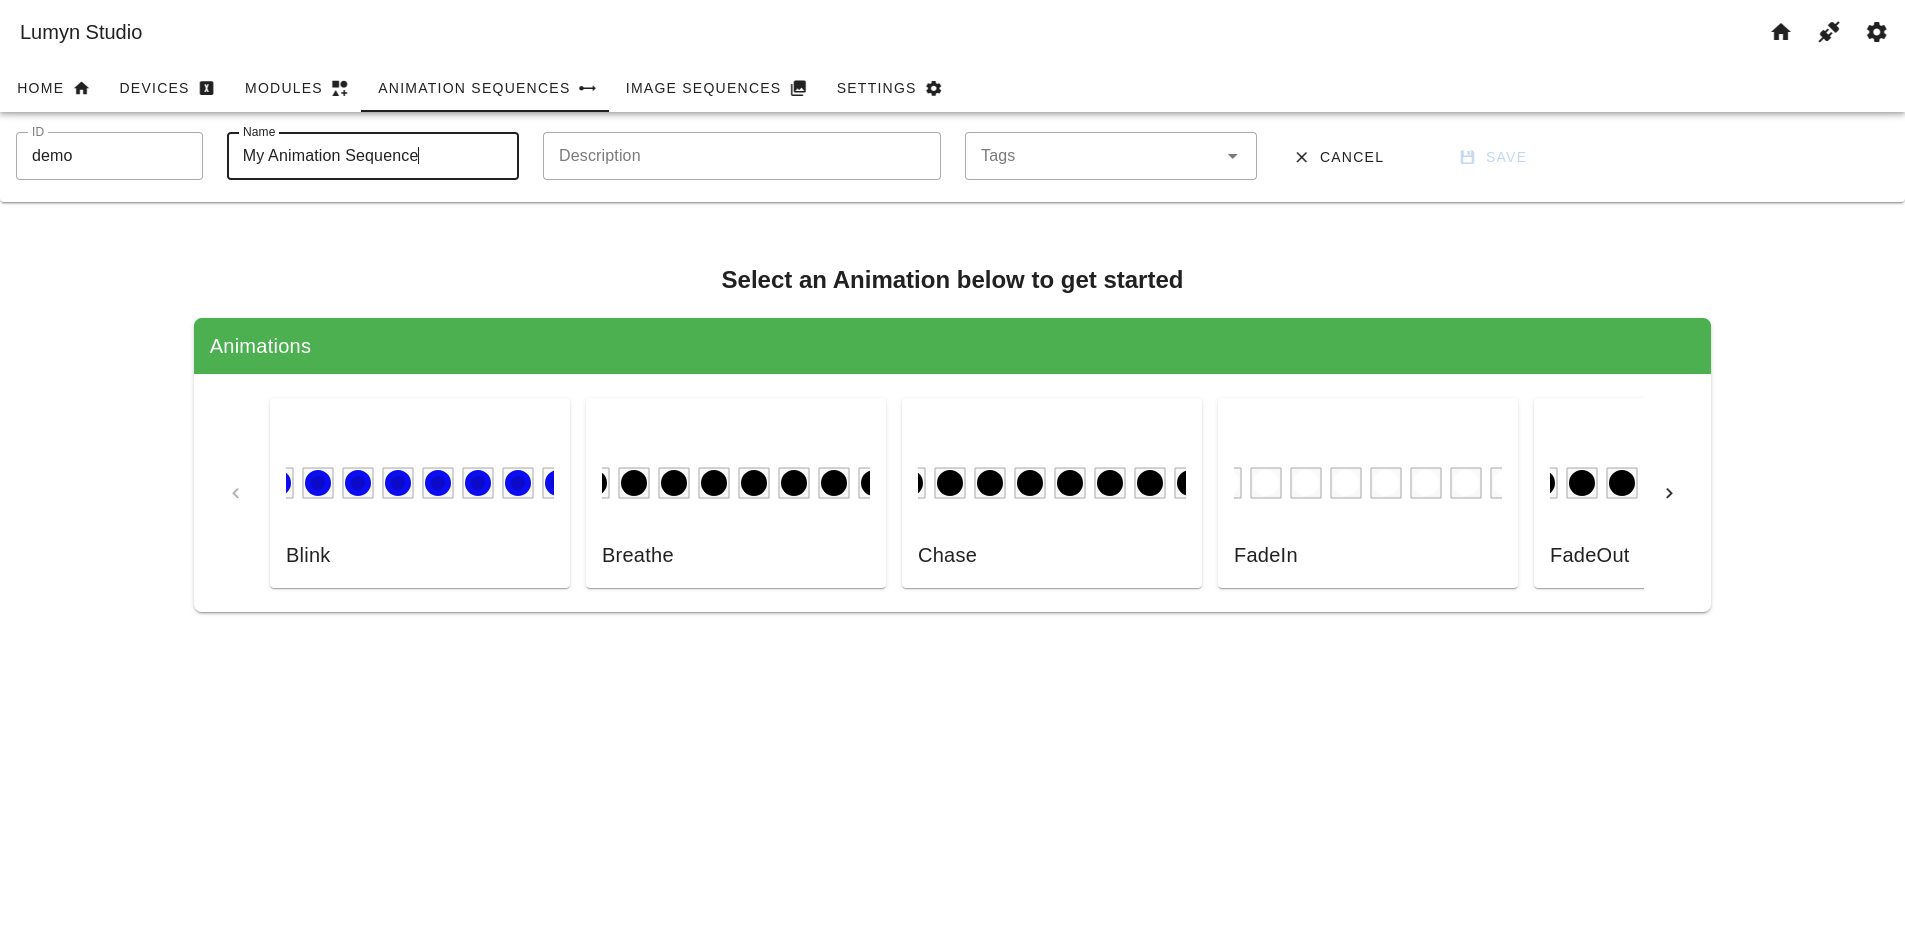 Lumyn Studio
HOME DEVICES MODULES ANIMATION SEQUENCES IMAGE SEQUENCES SETTINGS
ID Name
demo My Animation Sequence Description Tags CANCEL SAVE
Select an Animation below to get started
Animations
Blink Breathe Chase FadeIn FadeOut